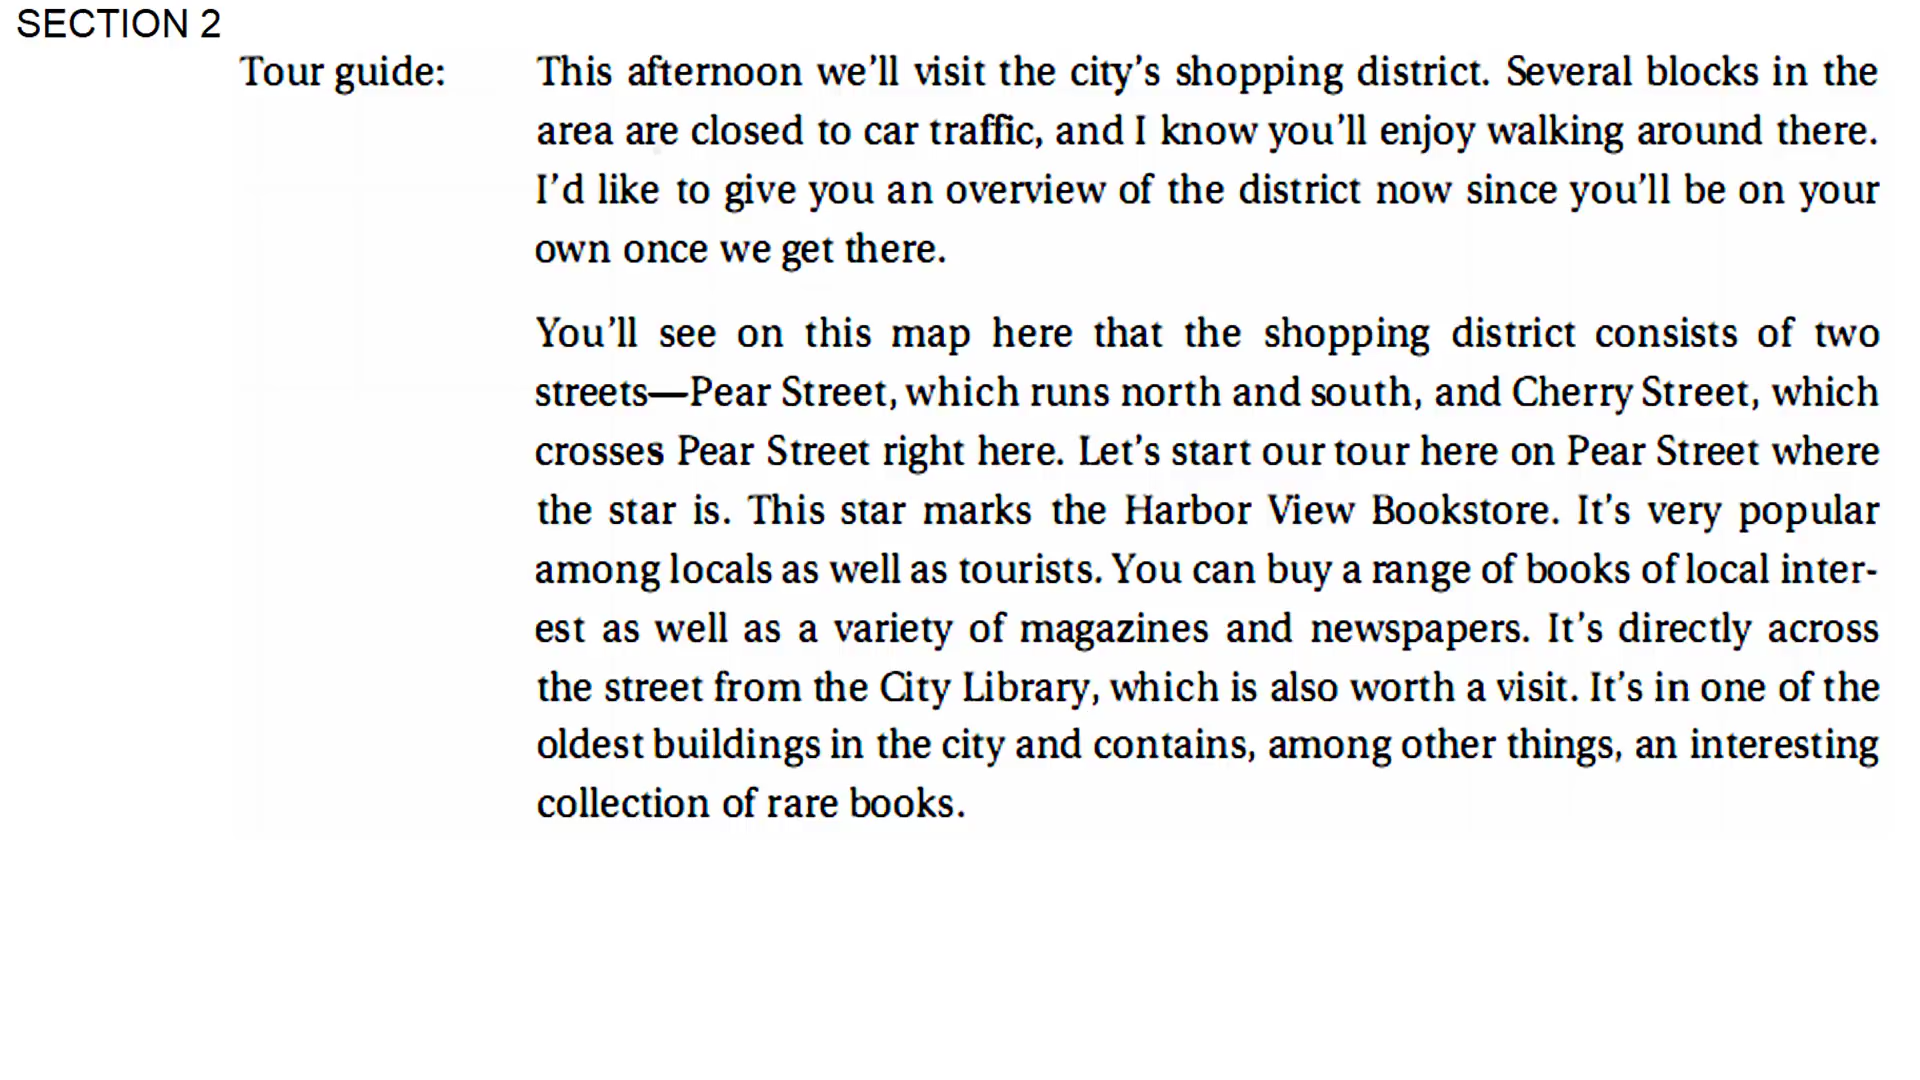 SECTION 2
Tour guide: This afternoon we’ll visit the city’s shopping district. Several blocks in the
area are closed to car traffic, and I know you’ll enjoy walking around there.
I’d like to give you an overview of the district now since you’ll be on your
own once we get there.
You’ll see on this map here that the shopping district consists of two
streets—Pear Street, which runs north and south, and Cherry Street, which
crosses Pear Street right here. Let’s start our tour here on Pear Street where
the star is. This star marks the Harbor View Bookstore. It’s very popular
among locals as well as tourists. You can buy a range of books of local inter-
est as well as a variety of magazines and newspapers. It’s directly across
the street from the City Library, which is also worth a visit. It’s in one of the
oldest buildings in the city and contains, among other things, an interesting
collection of rare books.